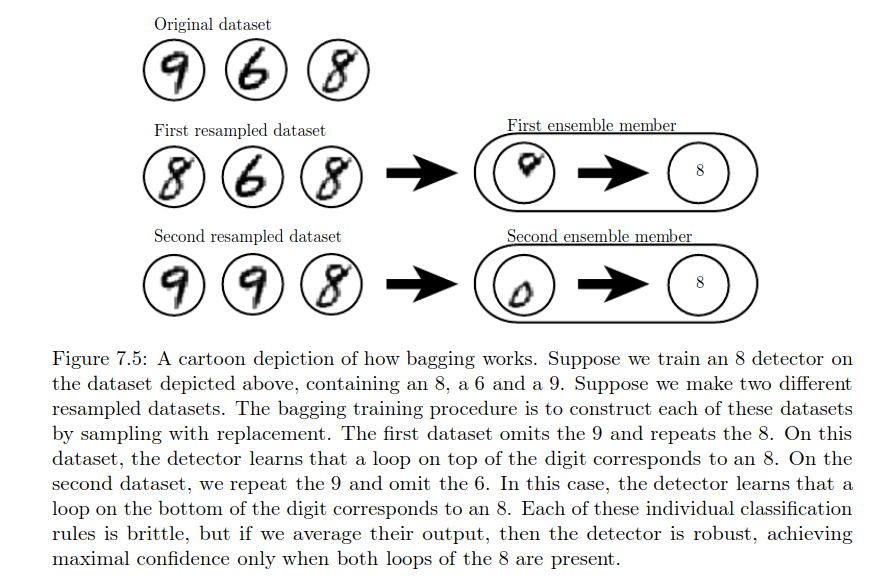 Original dataset
9 6 8
First resampled dataset
First ensemble member
8 6 8
8
Second resampled dataset
Second ensemble member
9 9 8
8
Figure 7.5: A cartoon depiction of how bagging works. Suppose we train an 8 detector on
the dataset depicted above, containing an 8, a 6 and a 9. Suppose we make two different
resampled datasets. The bagging training procedure is to construct each of these datasets
by sampling with replacement. The first dataset omits the 9 and repeats the 8. On this
dataset, the detector learns that a loop on top of the digit corresponds to an 8. On the
second dataset, we repeat the 9 and omit the 6. In this case, the detector learns that a
loop on the bottom of the digit corresponds to an 8. Each of these individual classification
rules is brittle, but if we average their output, then the detector is robust, achieving
maximal confidence only when both loops of the 8 are present.